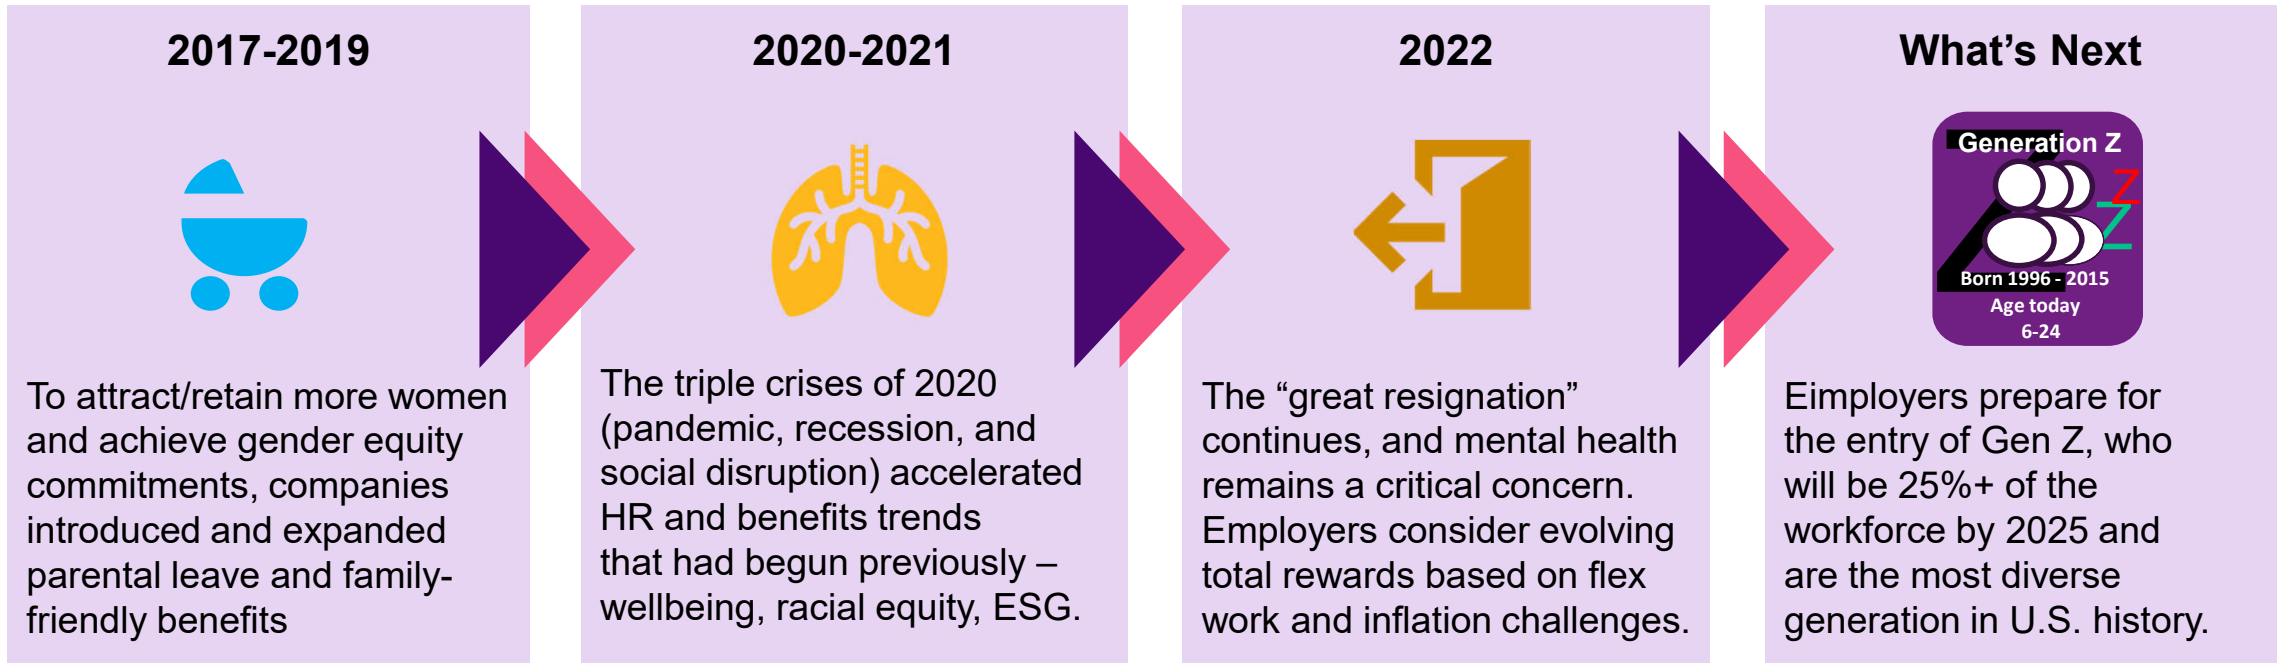 2017-2019
To attract/retain more women
and achieve gender equity
commitments, companies
introduced and expanded
parental leave and family-
friendly benefits
2020-2021
The triple crises of 2020
(pandemic, recession, and
social disruption) accelerated
HR and benefits trends
that had begun previously –
wellbeing, racial equity, ESG.
2022
The “great resignation”
continues, and mental health
remains a critical concern.
Employers consider evolving
total rewards based on flex
work and inflation challenges.
What’s Next
Generation Z
Z
Z
Z
Born 1996 - 2015
Age today
6-24
Eimployers prepare for
the entry of Gen Z, who
will be 25%+ of the
workforce by 2025 and
are the most diverse
generation in U.S. history.